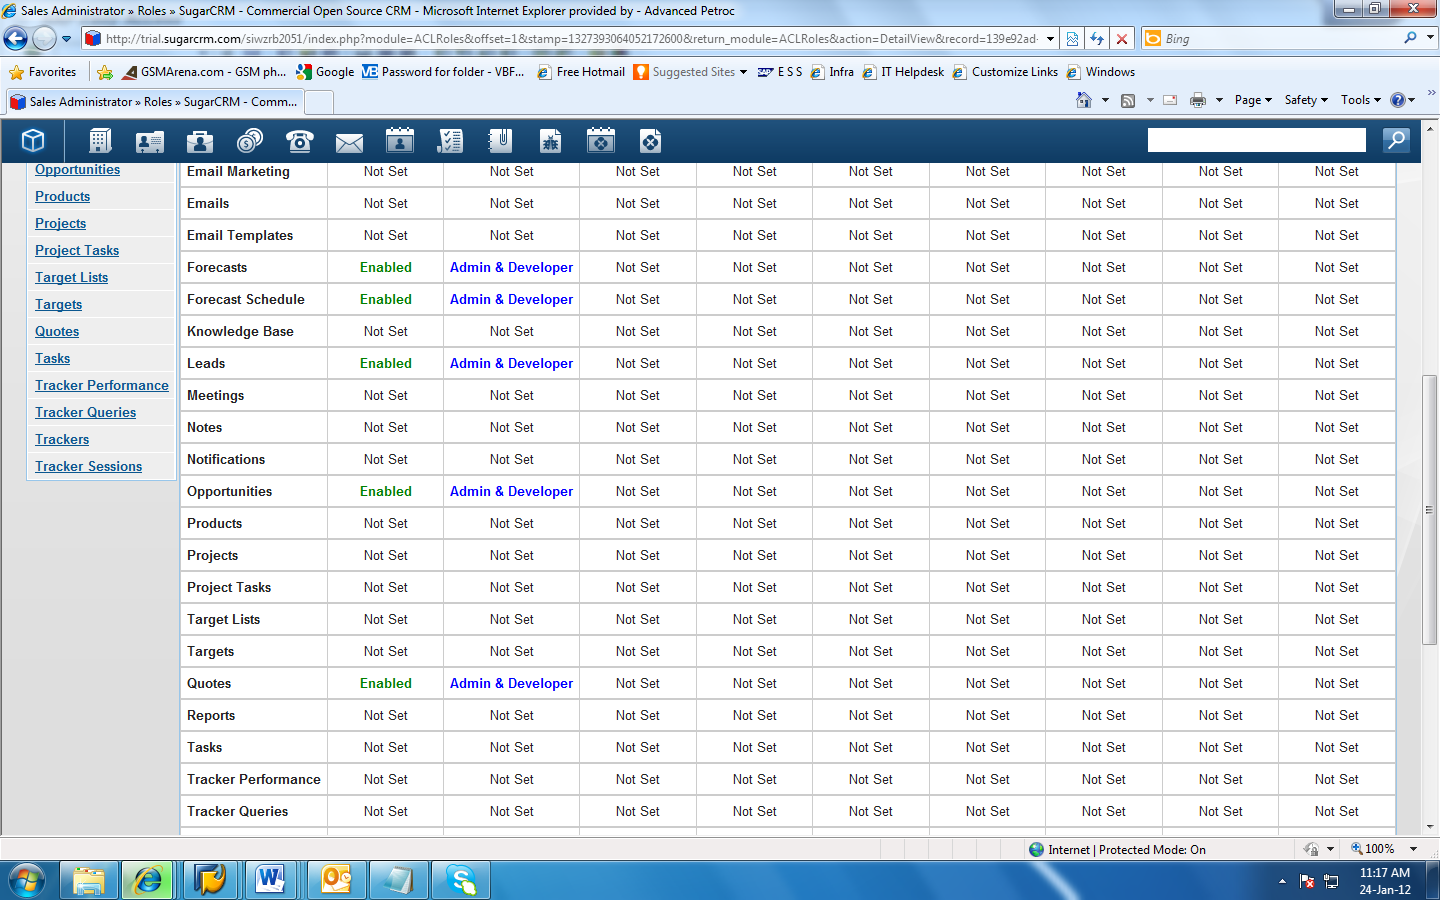 Sales Administrator » Roles » SugarCRM - Commercial Open Source CRM - Microsoft Internet Explorer provided by - Advanced Petroc
http://trial.sugarcrm.com/siwzrb2051/index.php?module=ACLRoles&offset=1&stamp=1327393064052172600&return_module=ACLRoles&action=DetailView&record=139e92ad-
Bing
Favorites GSMArena.com - GSM ph... Google VB Password for folder - VBF... Free Hotmail Suggested Sites SAP E S S Infra IT Helpdesk Customize Links Windows
Sales Administrator » Roles » SugarCRM - Comm... Page Safety Tools
Opportunities
Products
Projects
Project Tasks
Target Lists
Targets
Quotes
Tasks
Tracker Performance
Tracker Queries
Trackers
Tracker Sessions
Email Marketing Not Set Not Set Not Set Not Set Not Set Not Set Not Set Not Set Not Set
Emails Not Set Not Set Not Set Not Set Not Set Not Set Not Set Not Set Not Set
Email Templates Not Set Not Set Not Set Not Set Not Set Not Set Not Set Not Set Not Set
Forecasts Enabled Admin & Developer Not Set Not Set Not Set Not Set Not Set Not Set Not Set
Forecast Schedule Enabled Admin & Developer Not Set Not Set Not Set Not Set Not Set Not Set Not Set
Knowledge Base Not Set Not Set Not Set Not Set Not Set Not Set Not Set Not Set Not Set
Leads Enabled Admin & Developer Not Set Not Set Not Set Not Set Not Set Not Set Not Set
Meetings Not Set Not Set Not Set Not Set Not Set Not Set Not Set Not Set Not Set
Notes Not Set Not Set Not Set Not Set Not Set Not Set Not Set Not Set Not Set
Notifications Not Set Not Set Not Set Not Set Not Set Not Set Not Set Not Set Not Set
Opportunities Enabled Admin & Developer Not Set Not Set Not Set Not Set Not Set Not Set Not Set
Products Not Set Not Set Not Set Not Set Not Set Not Set Not Set Not Set Not Set
Projects Not Set Not Set Not Set Not Set Not Set Not Set Not Set Not Set Not Set
Project Tasks Not Set Not Set Not Set Not Set Not Set Not Set Not Set Not Set Not Set
Target Lists Not Set Not Set Not Set Not Set Not Set Not Set Not Set Not Set Not Set
Targets Not Set Not Set Not Set Not Set Not Set Not Set Not Set Not Set Not Set
Quotes Enabled Admin & Developer Not Set Not Set Not Set Not Set Not Set Not Set Not Set
Reports Not Set Not Set Not Set Not Set Not Set Not Set Not Set Not Set Not Set
Tasks Not Set Not Set Not Set Not Set Not Set Not Set Not Set Not Set Not Set
Tracker Performance Not Set Not Set Not Set Not Set Not Set Not Set Not Set Not Set Not Set
Tracker Queries Not Set Not Set Not Set Not Set Not Set Not Set Not Set Not Set Not Set
Internet | Protected Mode: On 100%
11:17 AM
24-Jan-12